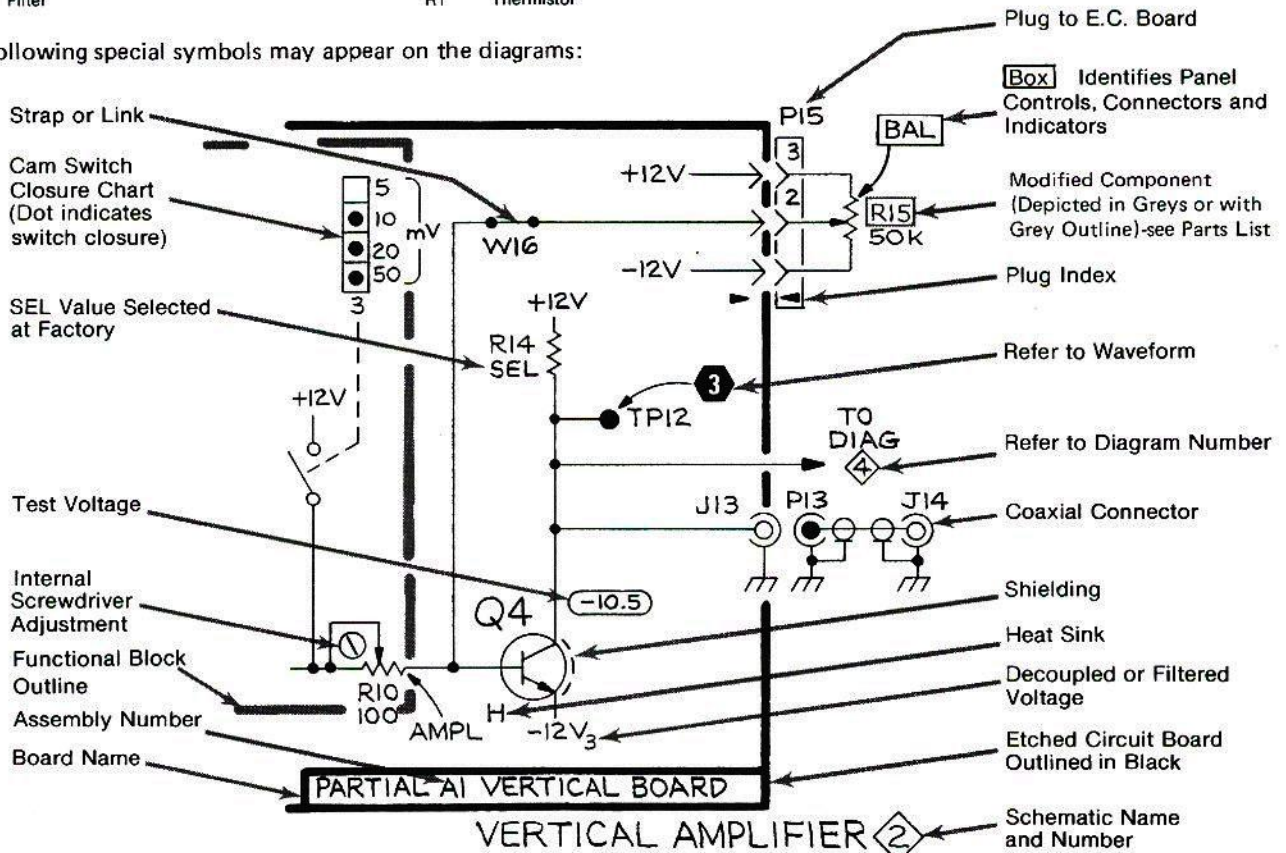 Filter
RT Thermistor
ollowing special symbols may appear on the diagrams:
Plug to E.C. Board
Box Identifies Panel
Controls, Connectors and
Indicators
Modified Component
(Depicted in Greys or with
Grey Outline)-see Parts List
Plug Index
Refer to Waveform
Refer to Diagram Number
Coaxial Connector
Shielding
Heat Sink
Decoupled or Filtered
Voltage
Etched Circuit Board
Outlined in Black
Schematic Name
and Number
Strap or Link
Cam Switch
Closure Chart
(Dot indicates
switch closure)
SEL Value Selected
at Factory
Test Voltage
Internal
Screwdriver
Adjustment
Functional Block
Outline
Assembly Number
Board Name
5
10
20
50
mV
3
+12V
W16
+12V
-12V
P15
3
2
BAL
R15
50k
+12V
R14
SEL
3
TP12
TO
DIAG
4
J13
P13
J14
-10.5
Q4
R10
100
AMPL
H
-12V3
PARTIAL A1 VERTICAL BOARD
VERTICAL AMPLIFIER 2